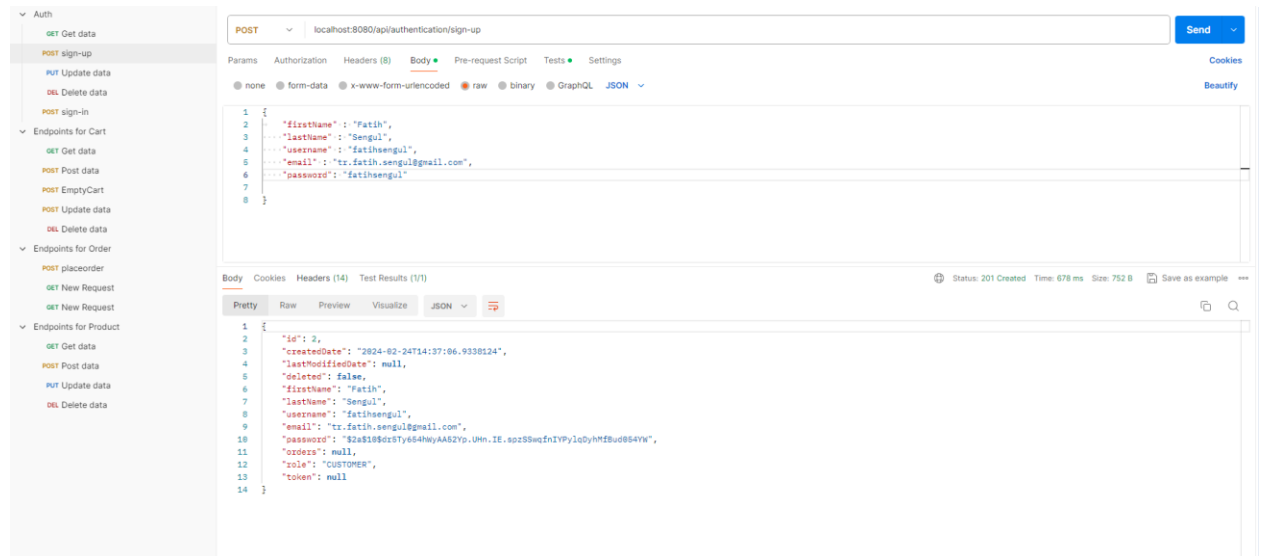 Auth
GET Get data
POST sign-up
PUT Update data
DEL Delete data
POST sign-in
Endpoints for Cart
GET Get data
POST Post data
POST EmptyCart
POST Update data
DEL Delete data
Endpoints for Order
POST placeorder
GET New Request
GET New Request
Endpoints for Product
GET Get data
POST Post data
PUT Update data
DEL Delete data
POST localhost:8080/api/authentication/sign-up Send
Params Authorization Headers (8) Body Pre-request Script Tests Settings Cookies
none form-data x-www-form-urlencoded raw binary GraphQL JSON Beautify
1 {
2 "firstName" : "Fatih",
3 "lastName" : "Sengul",
4 "username" : "fatihsengul",
5 "email" : "tr.fatih.sengul@gmail.com",
6 "password": "fatihsengul"
7
8 }
Body Cookies Headers (14) Test Results (1/1) Status: 201 Created Time: 678 ms Size: 752 B Save as example
Pretty Raw Preview Visualize JSON
1 {
2 "id": 2,
3 "createdDate": "2024-02-24T14:37:06.9338124",
4 "lastModifiedDate": null,
5 "deleted": false,
6 "firstName": "Fatih",
7 "lastName": "Sengul",
8 "username": "fatihsengul",
9 "email": "tr.fatih.sengul@gmail.com",
10 "password":
11 "orders": null,
12 "role": "CUSTOMER",
13 "token": null
14 }